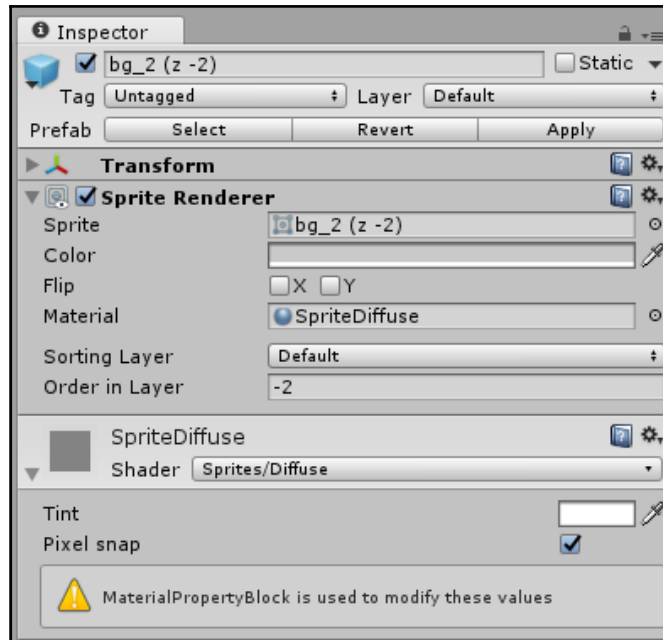 Inspector
bg_2 (z -2) Static
Tag Untagged Layer Default
Prefab Select Revert Apply
Transform
Sprite Renderer
Sprite bg_2 (z -2)
Color
Flip X Y
Material SpriteDiffuse
Sorting Layer Default
Order in Layer -2
SpriteDiffuse
Shader Sprites/Diffuse
Tint
Pixel snap
MaterialPropertyBlock is used to modify these values